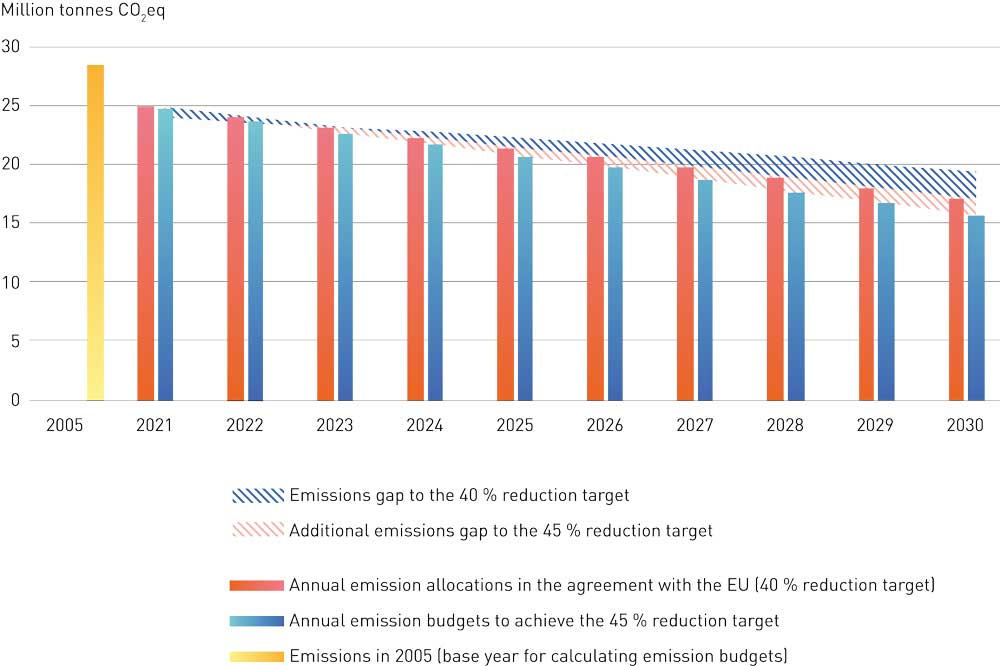 Million tonnes CO₂eq
30
25
20
15
10
5
0
2005 2021 2022 2023 2024 2025 2026 2027 2028 2029 2030
Emissions gap to the 40 % reduction target
Additional emissions gap to the 45 % reduction target
Annual emission allocations in the agreement with the EU (40 % reduction target)
Annual emission budgets to achieve the 45 % reduction target
Emissions in 2005 (base year for calculating emission budgets)